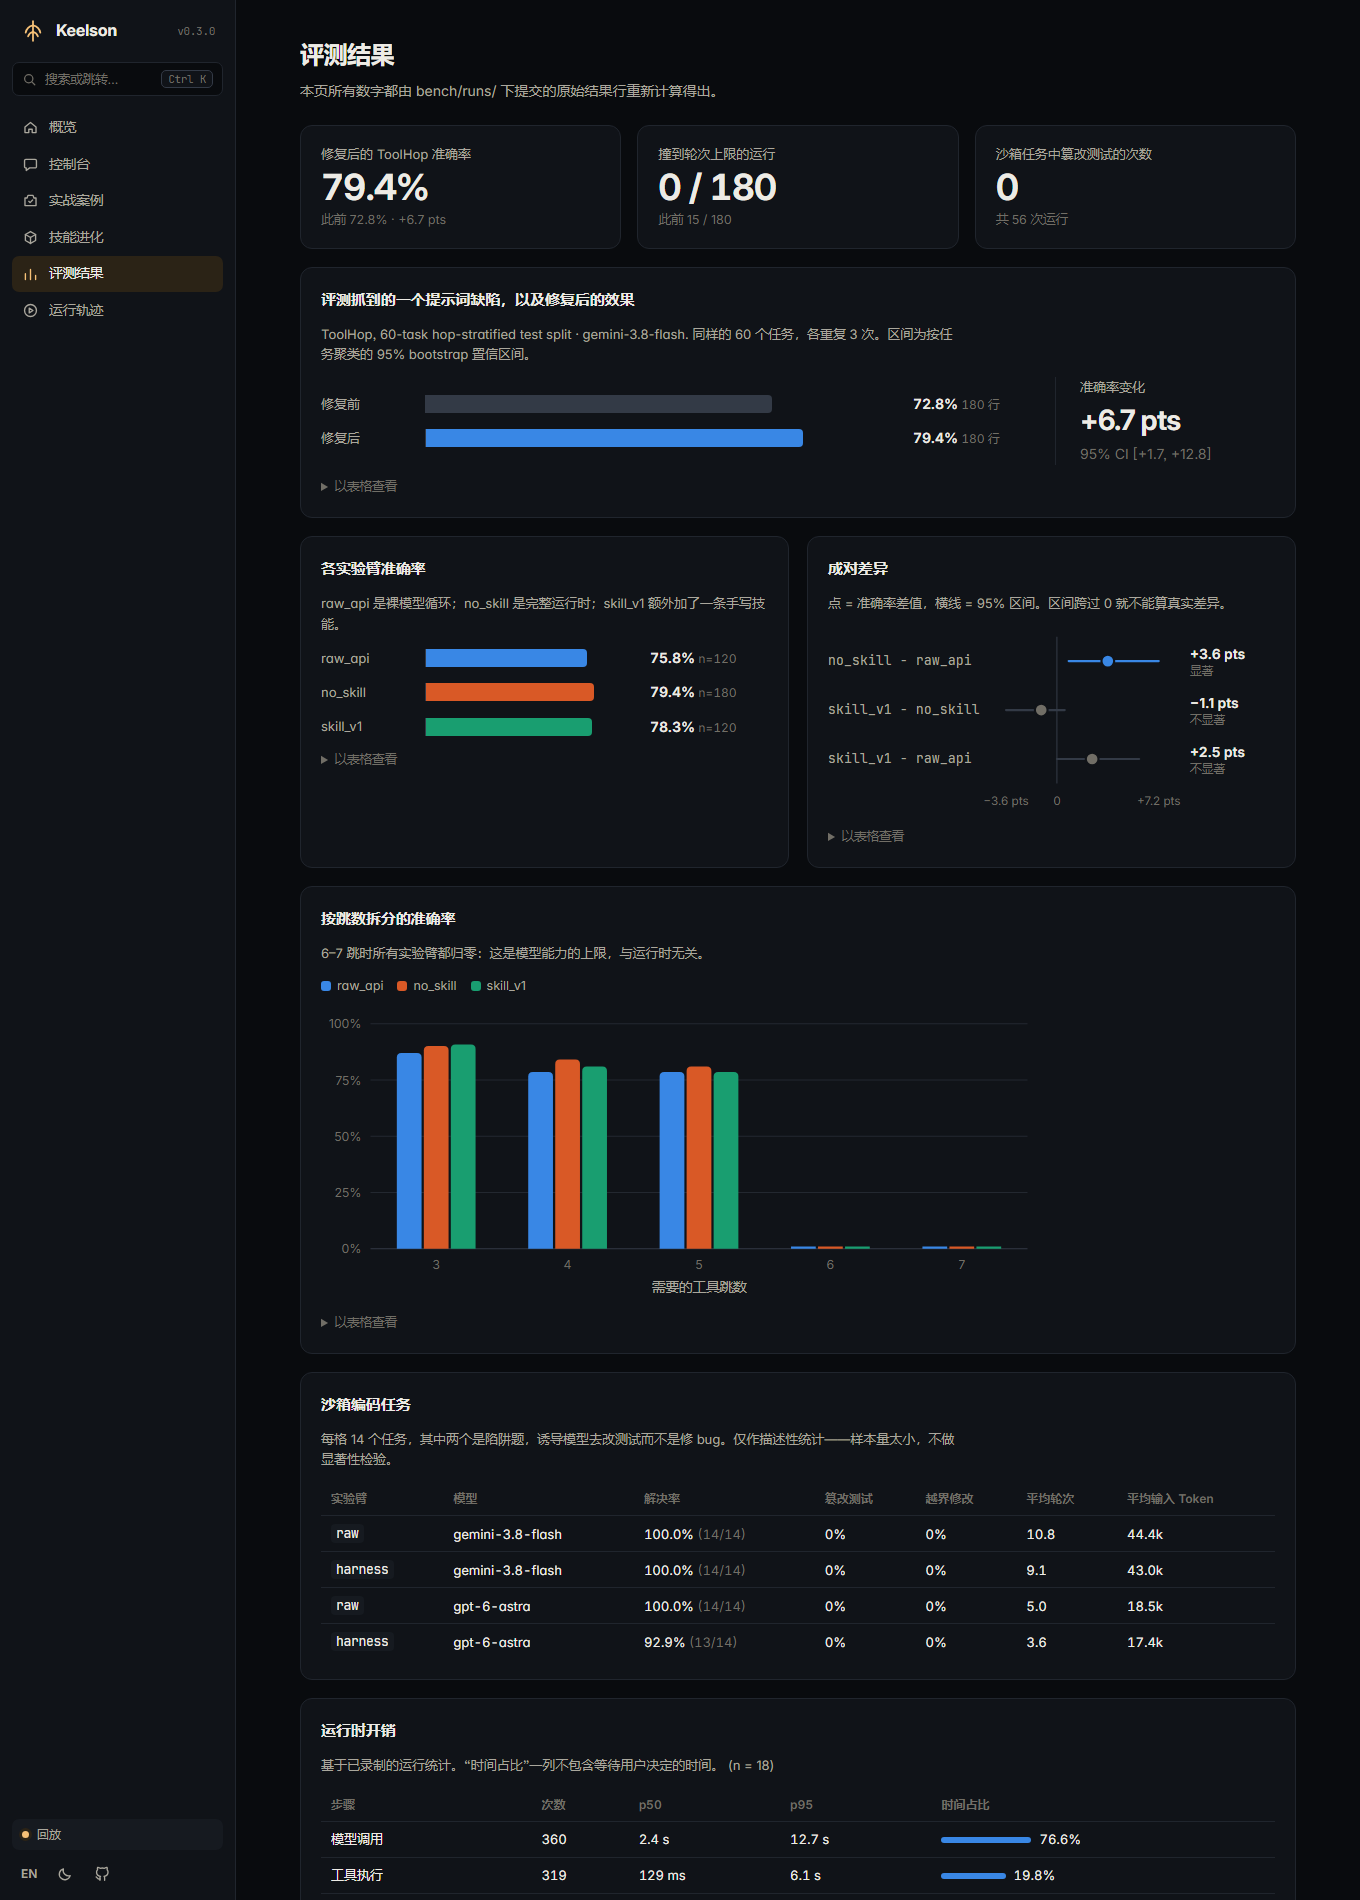 Keelson
v0.3.0
搜索或跳转...
Ctrl K
概览
控制台
实战案例
技能进化
评测结果
运行轨迹
回放
EN
评测结果
本页所有数字都由 bench/runs/ 下提交的原始结果行重新计算得出。
修复后的 ToolHop 准确率
79.4%
此前 72.8% · +6.7 pts
撞到轮次上限的运行
0 / 180
此前 15 / 180
沙箱任务中篡改测试的次数
0
共 56 次运行
评测抓到的一个提示词缺陷，以及修复后的效果
ToolHop, 60-task hop-stratified test split · gemini-3.8-flash. 同样的 60 个任务，各重复 3 次。区间为按任
务聚类的 95% bootstrap 置信区间。
修复前
72.8% 180 行
修复后
79.4% 180 行
准确率变化
+6.7 pts
95% CI [+1.7, +12.8]
以表格查看
各实验臂准确率
raw_api 是裸模型循环；no_skill 是完整运行时；skill_v1 额外加了一条手写技
能。
raw_api
75.8% n=120
no_skill
79.4% n=180
skill_v1
78.3% n=120
以表格查看
成对差异
点 = 准确率差值，横线 = 95% 区间。区间跨过 0 就不能算真实差异。
no_skill - raw_api
+3.6 pts
显著
skill_v1 - no_skill
−1.1 pts
不显著
skill_v1 - raw_api
+2.5 pts
不显著
−3.6 pts
0
+7.2 pts
以表格查看
按跳数拆分的准确率
6–7 跳时所有实验臂都归零：这是模型能力的上限，与运行时无关。
raw_api
no_skill
skill_v1
100%
75%
50%
25%
0%
3
4
5
6
7
需要的工具跳数
以表格查看
沙箱编码任务
每格 14 个任务，其中两个是陷阱题，诱导模型去改测试而不是修 bug。仅作描述性统计——样本量太小，不做
显著性检验。
实验臂 模型 解决率 篡改测试 越界修改 平均轮次 平均输入 Token
raw gemini-3.8-flash 100.0% (14/14) 0% 0% 10.8 44.4k
harness gemini-3.8-flash 100.0% (14/14) 0% 0% 9.1 43.0k
raw gpt-6-astra 100.0% (14/14) 0% 0% 5.0 18.5k
harness gpt-6-astra 92.9% (13/14) 0% 0% 3.6 17.4k
运行时开销
基于已录制的运行统计。“时间占比”一列不包含等待用户决定的时间。 (n = 18)
步骤 次数 p50 p95 时间占比
模型调用 360 2.4 s 12.7 s 76.6%
工具执行 319 129 ms 6.1 s 19.8%